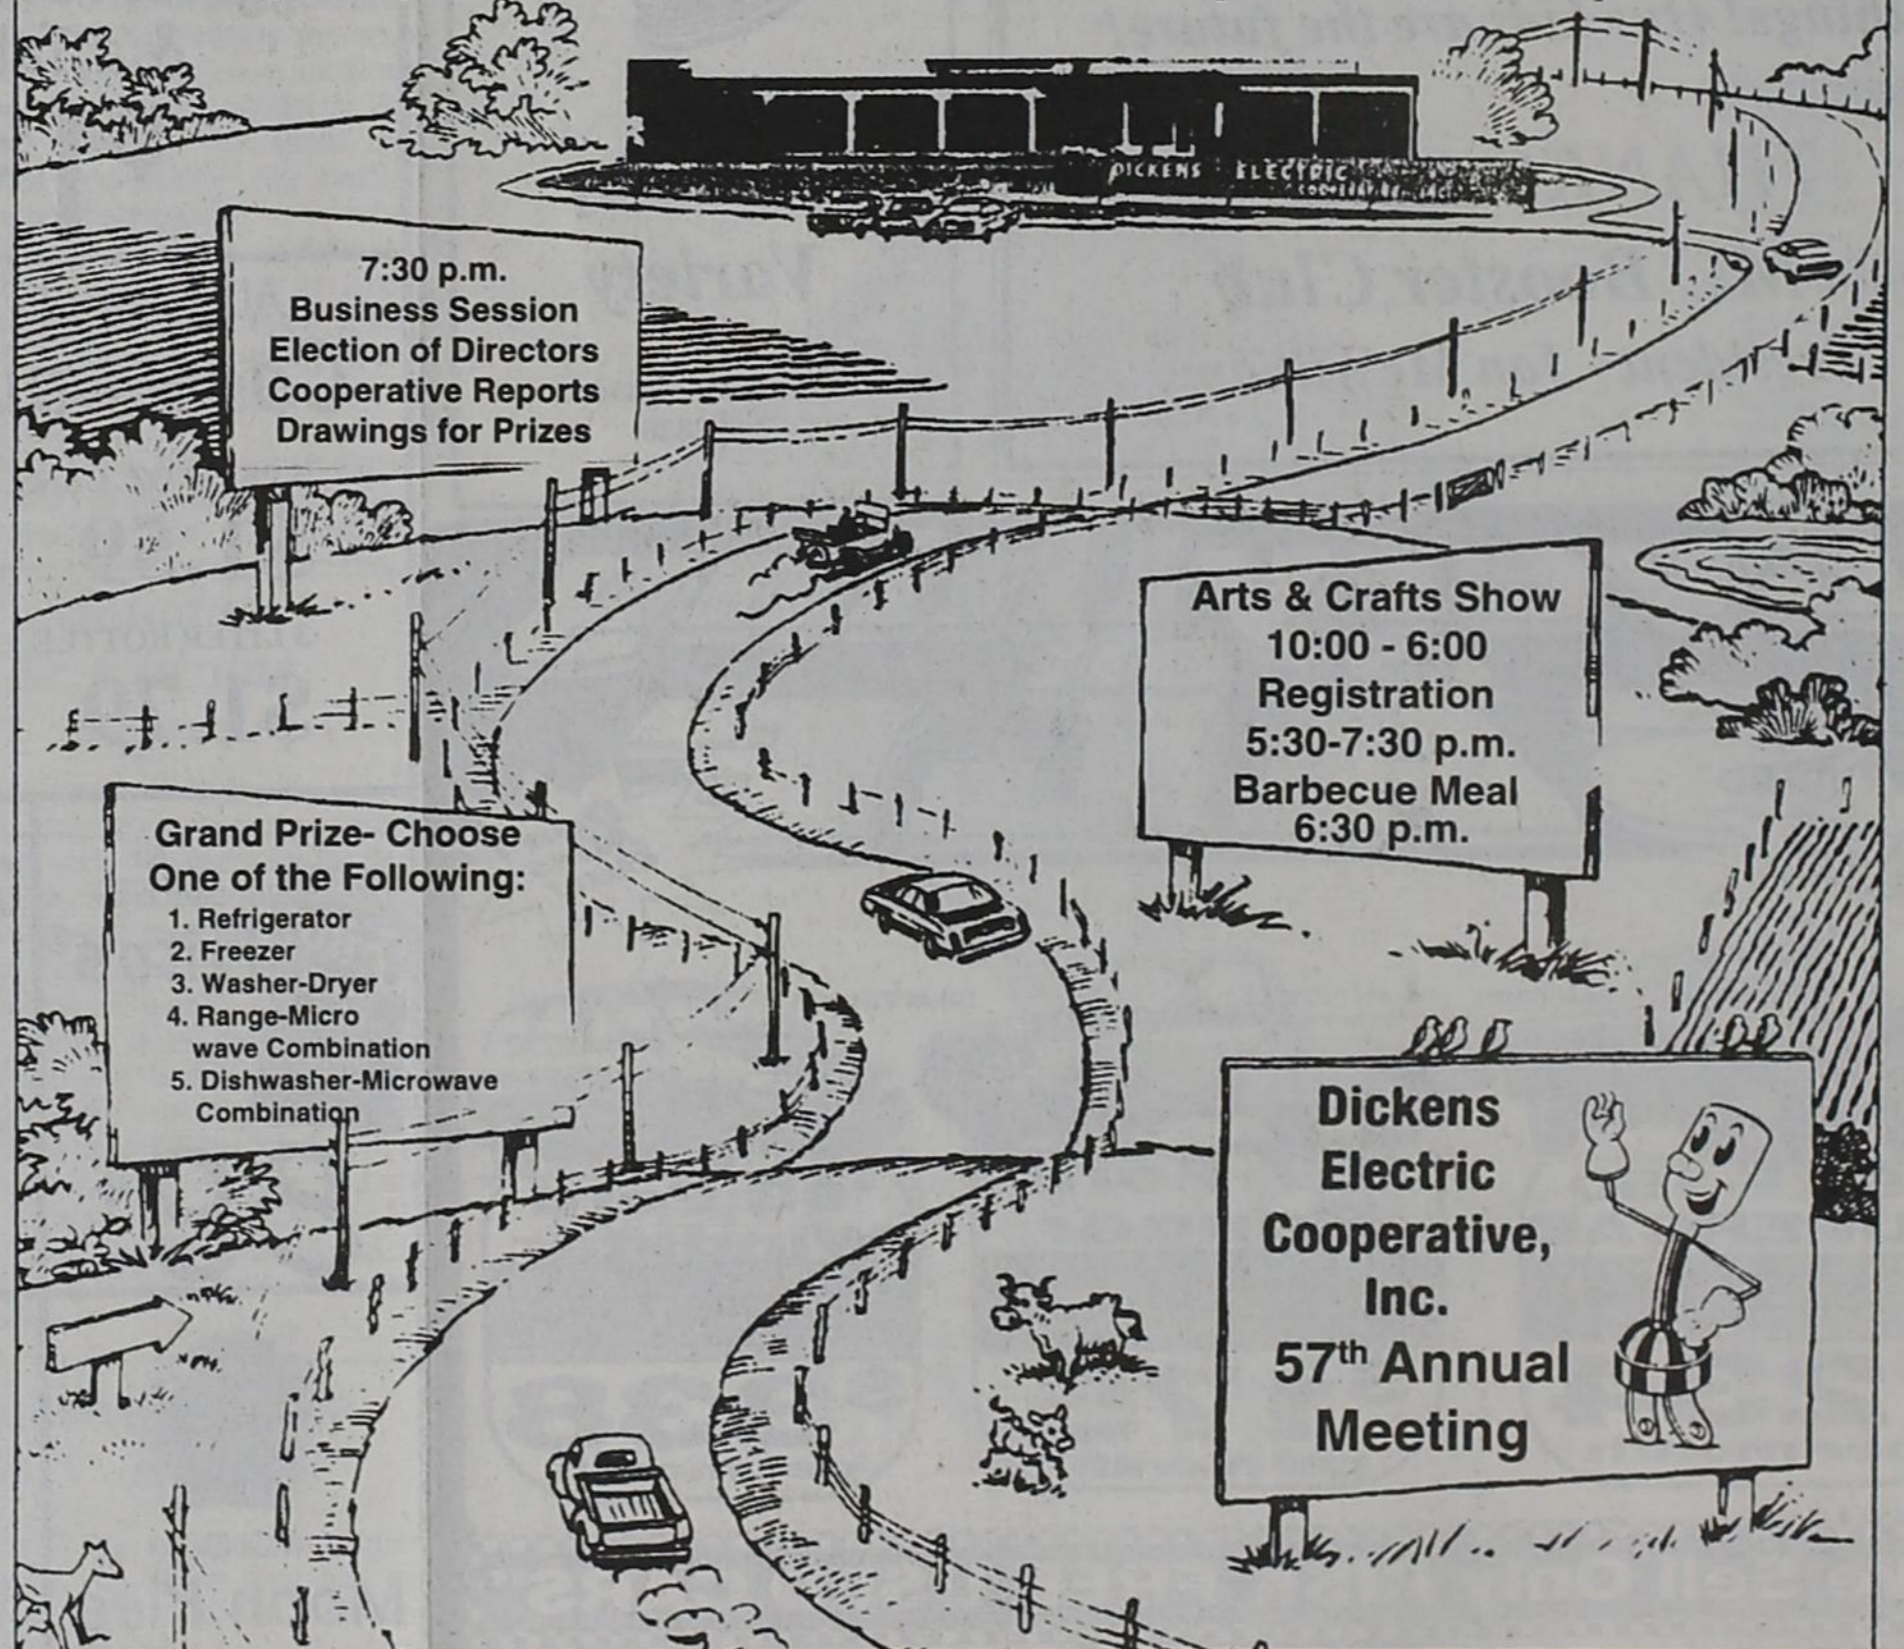 DICKENS ELECTRIC
COOPERATIVE, INC.
7:30 p.m.
Business Session
Election of Directors
Cooperative Reports
Drawings for Prizes
Arts & Crafts Show
10:00 - 6:00
Registration
5:30-7:30 p.m.
Barbecue Meal
6:30 p.m.
Grand Prize- Choose
One of the Following:
1. Refrigerator
2. Freezer
3. Washer-Dryer
4. Range-Micro
wave Combination
5. Dishwasher-Microwave
Combination
Dickens
Electric
Cooperative,
Inc.
57th Annual
Meeting